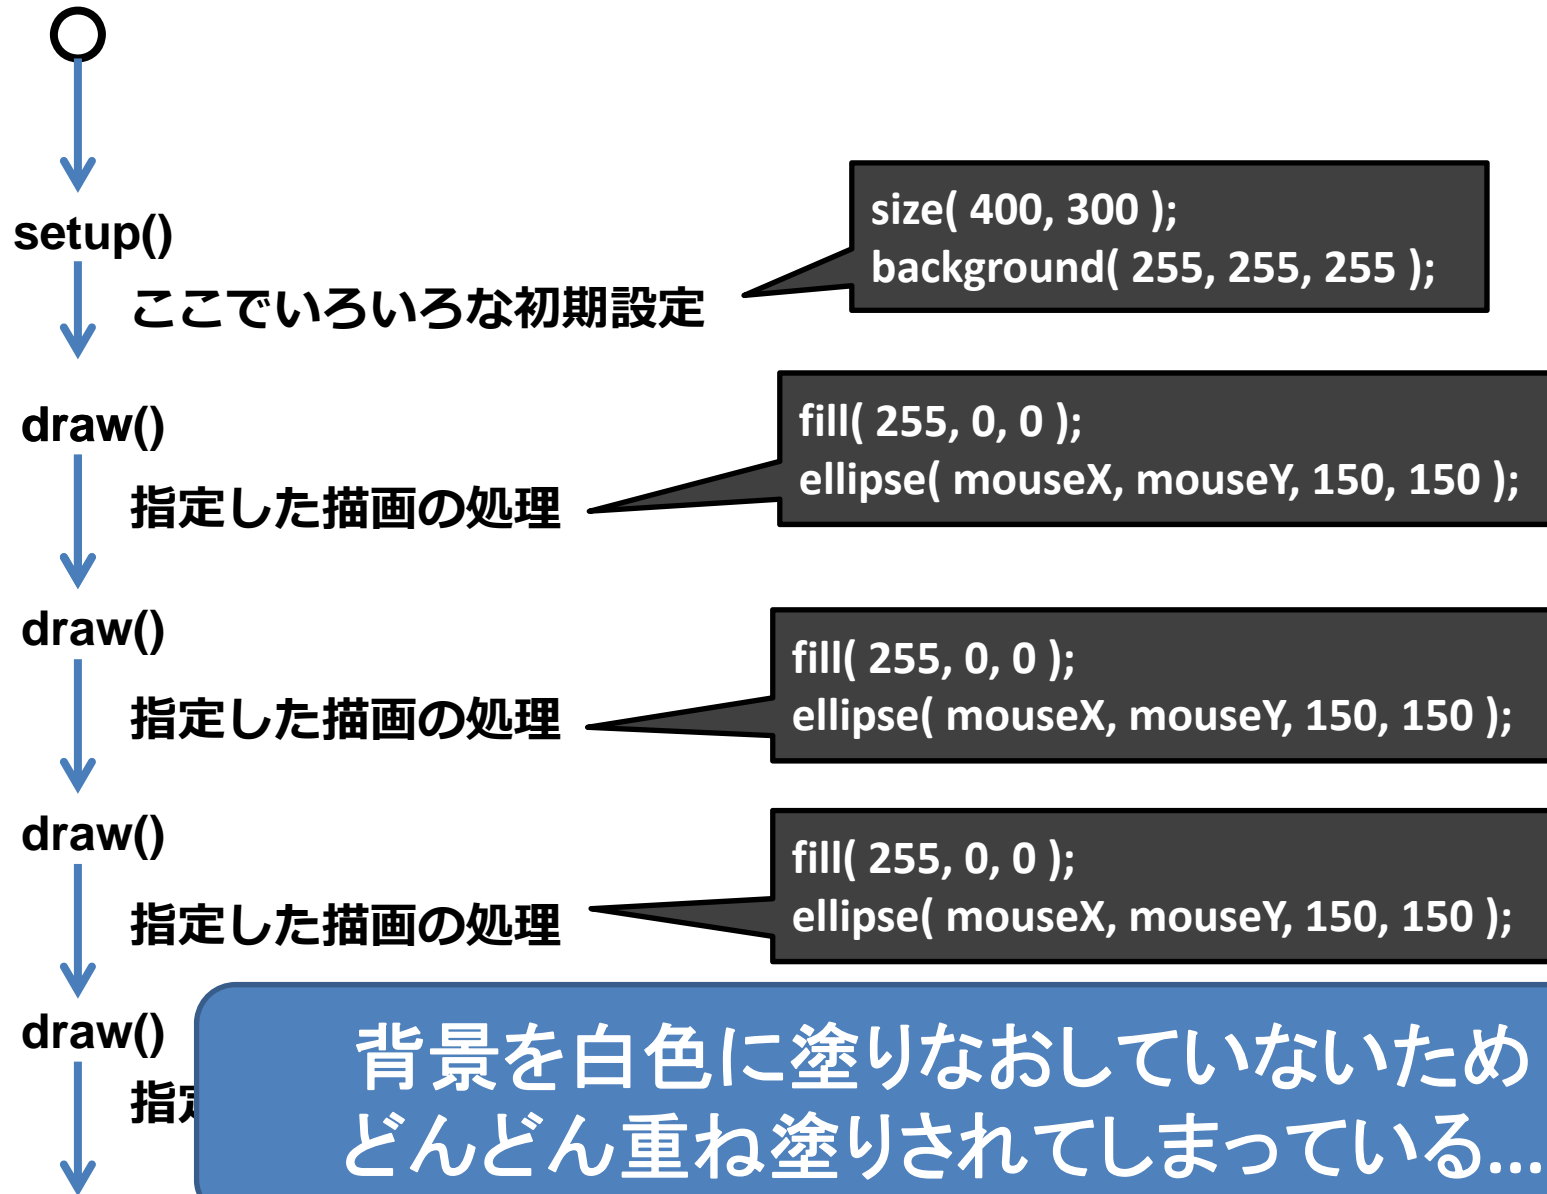 setup()
ここでいろいろな初期設定
size( 400, 300 );
background( 255, 255, 255 );
draw()
指定した描画の処理
fill( 255, 0, 0 );
ellipse( mouseX, mouseY, 150, 150 );
draw()
指定した描画の処理
fill( 255, 0, 0 );
ellipse( mouseX, mouseY, 150, 150 );
draw()
指定した描画の処理
fill( 255, 0, 0 );
ellipse( mouseX, mouseY, 150, 150 );
draw()
指
背景を白色に塗りなおしていないため
どんどん重ね塗りされてしまっている...